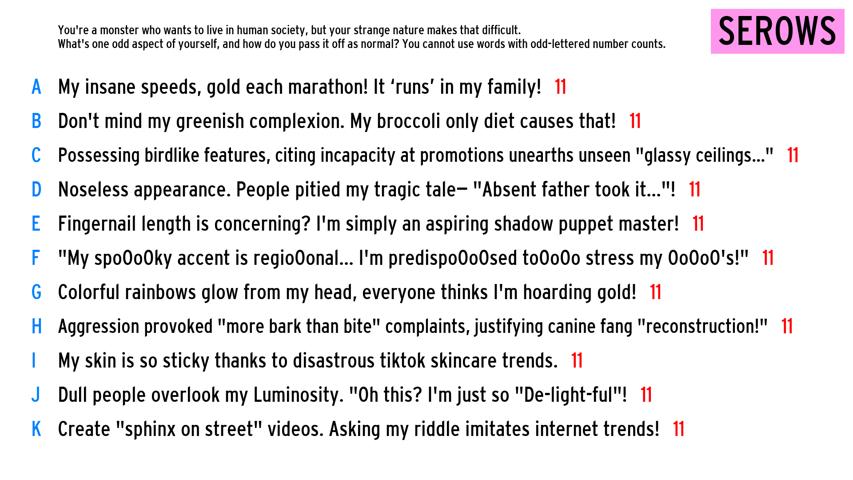 You're a monster who wants to live in human society, but your strange nature makes that difficult.
What's one odd aspect of yourself, and how do you pass it off as normal? You cannot use words with odd-lettered number counts.
SEROWS
A My insane speeds, gold each marathon! It ‘runs’ in my family! 11
B Don't mind my greenish complexion. My broccoli only diet causes that! 11
C Possessing birdlike features, citing incapacity at promotions unearths unseen "glassy ceilings..." 11
D Noseless appearance. People pitied my tragic tale— "Absent father took it..."! 11
E Fingernail length is concerning? I'm simply an aspiring shadow puppet master! 11
F "My spoOoOky accent is regioOonal... I'm predispoOoOsed toOoOo stress my OoOoO's!" 11
G Colorful rainbows glow from my head, everyone thinks I'm hoarding gold! 11
H Aggression provoked "more bark than bite" complaints, justifying canine fang "reconstruction!" 11
I My skin is so sticky thanks to disastrous tiktok skincare trends. 11
J Dull people overlook my Luminosity. "Oh this? I'm just so "De-light-ful"! 11
K Create "sphinx on street" videos. Asking my riddle imitates internet trends! 11